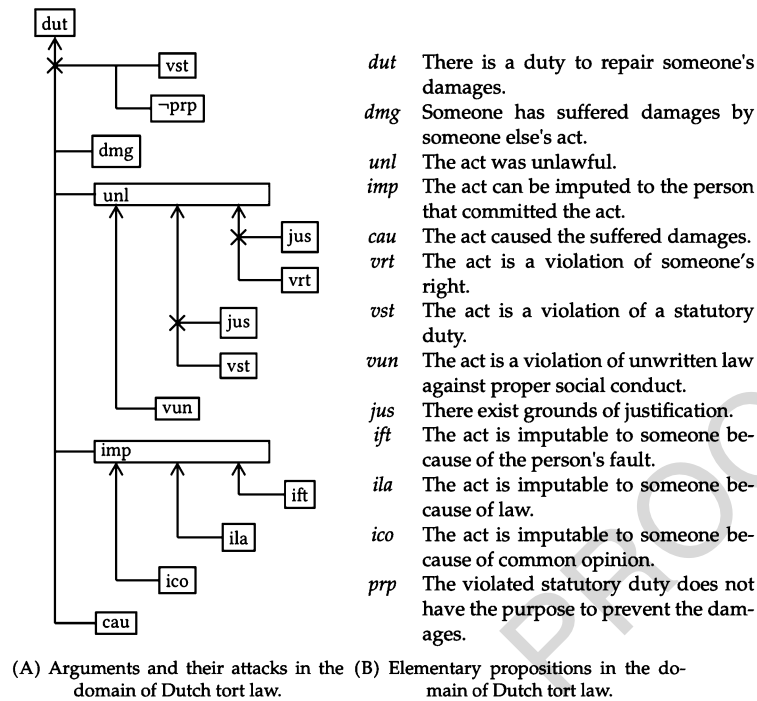 dut
vst
¬prp
dmg
unl
jus
vrt
jus
vst
vun
imp
ift
ila
ico
cau
(A) Arguments and their attacks in the
domain of Dutch tort law.
dut There is a duty to repair someone's
damages.
dmg Someone has suffered damages by
someone else's act.
unl The act was unlawful.
imp The act can be imputed to the person
that committed the act.
cau The act caused the suffered damages.
vrt The act is a violation of someone's
right.
vst The act is a violation of a statutory
duty.
vun The act is a violation of unwritten law
against proper social conduct.
jus There exist grounds of justification.
ift The act is imputable to someone be-
cause of the person's fault.
ila The act is imputable to someone be-
cause of law.
ico The act is imputable to someone be-
cause of common opinion.
prp The violated statutory duty does not
have the purpose to prevent the dam-
ages.
(B) Elementary propositions in the do-
main of Dutch tort law.
PROC